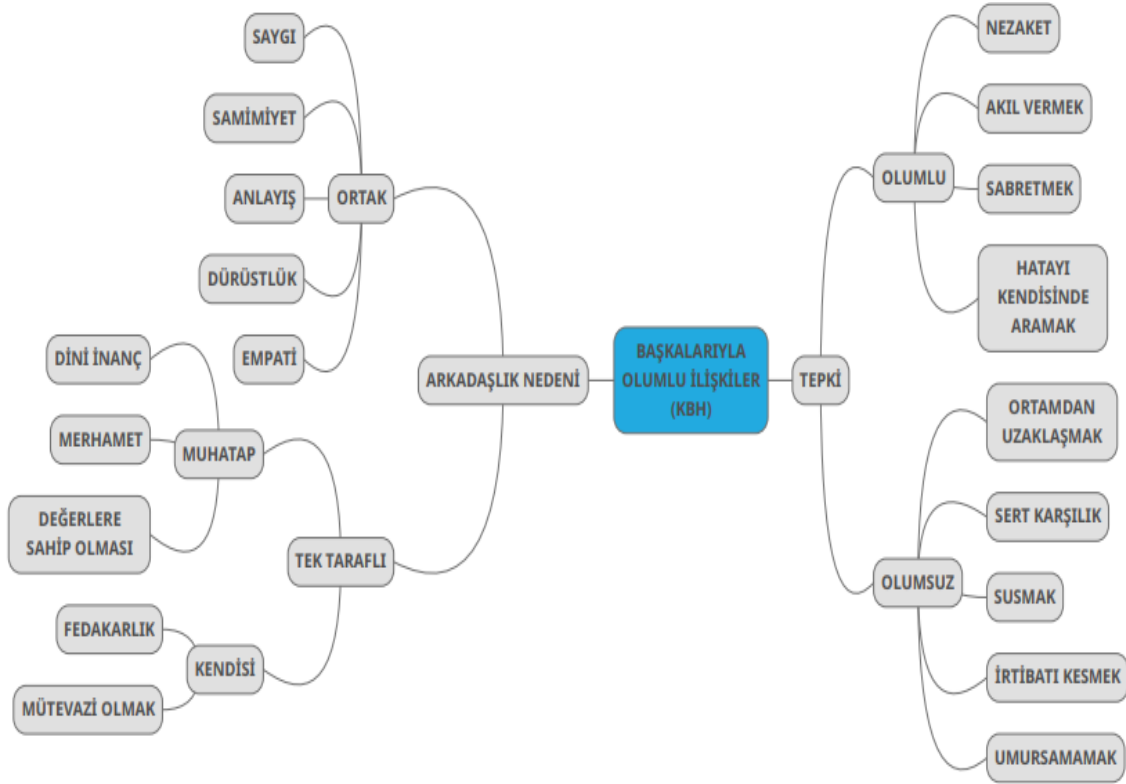 BAŞKALARIYLA
OLUMLU İLİŞKİLER
(KBH)
ARKADAŞLIK NEDENİ
ORTAK
SAYGI
SAMİMİYET
ANLAYIŞ
DÜRÜSTLÜK
EMPATİ
TEK TARAFLI
MUHATAP
DİNİ İNANÇ
MERHAMET
DEĞERLERE
SAHİP OLMASI
KENDİSİ
FEDAKARLIK
MÜTEVAZİ OLMAK
TEPKİ
OLUMLU
NEZAKET
AKIL VERMEK
SABRETMEK
HATAYI
KENDİSİNDE
ARAMAK
OLUMSUZ
ORTAMDAN
UZAKLAŞMAK
SERT KARŞILIK
SUSMAK
İRTİBATI KESMEK
UMURSAMAMAK